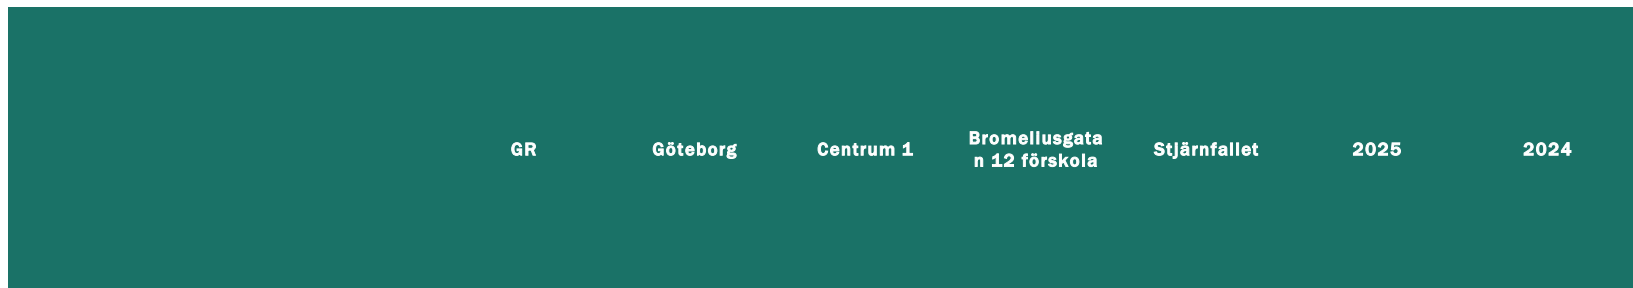 GR
Göteborg
Centrum 1
Bromeliusgata
n 12 förskola
Stjärnfallet
2025
2024